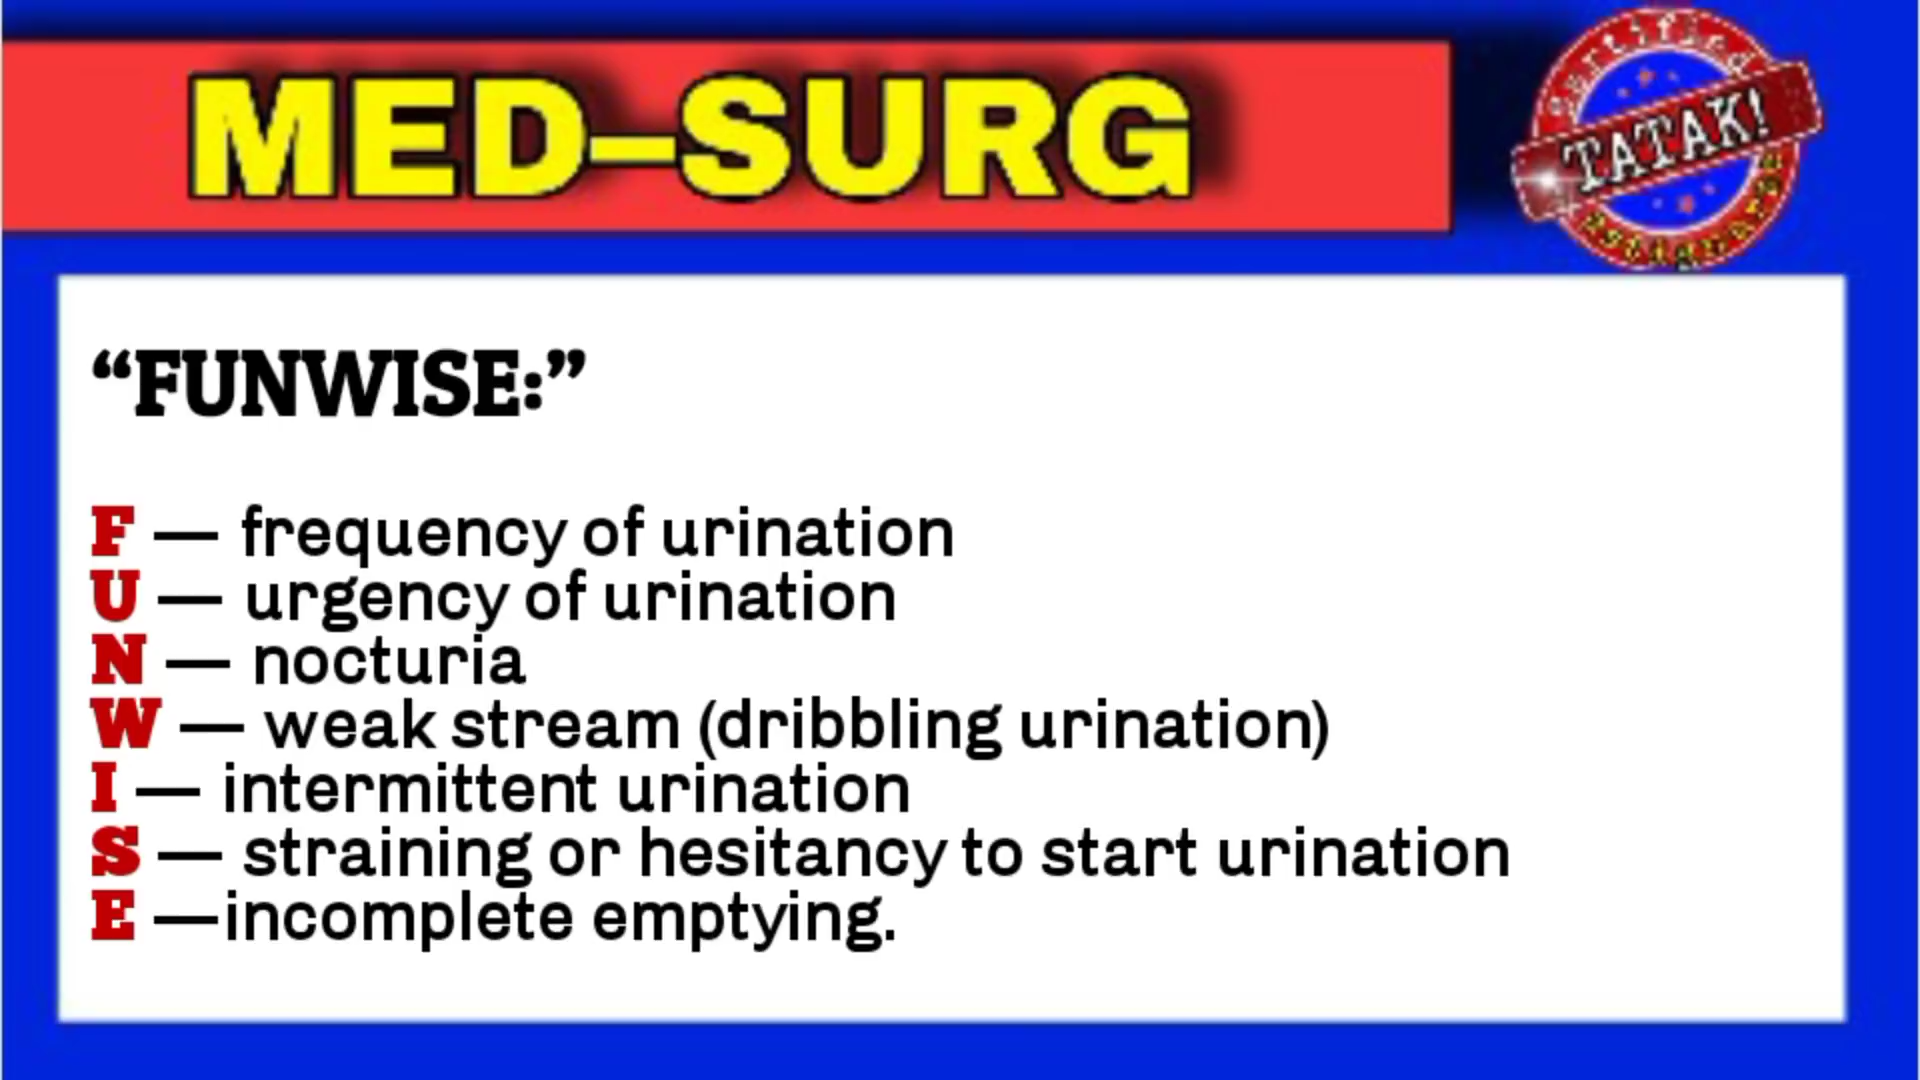 MED–SURG
Certified
TATAK!
“FUNWISE:”
F — frequency of urination
U — urgency of urination
N — nocturia
W — weak stream (dribbling urination)
I — intermittent urination
S — straining or hesitancy to start urination
E —incomplete emptying.